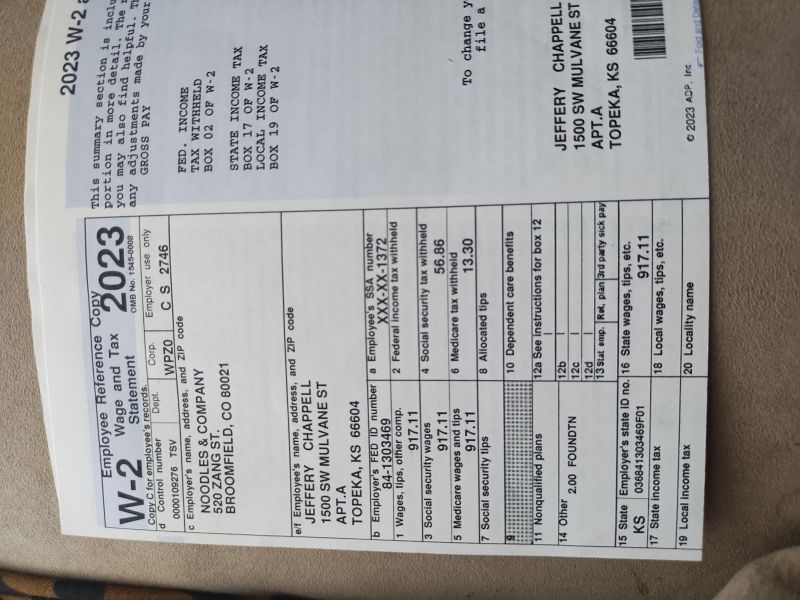 Employee Reference Copy
W-2 Wage and Tax Statement 2023
OMB No. 1545-0008
Copy C for employee's records.
d Control number Dept. Corp. Employer use only
0000109276 TSV WPZ0 C S 2746
c Employer's name, address, and ZIP code
NOODLES & COMPANY
520 ZANG ST.
BROOMFIELD, CO 80021
e/f Employee's name, address, and ZIP code
JEFFERY CHAPPELL
1500 SW MULVANE ST
APT.A
TOPEKA, KS 66604
b Employer's FED ID number a Employee's SSA number
84-1303469 XXX-XX-1372
1 Wages, tips, other comp. 2 Federal income tax withheld
917.11
3 Social security wages 4 Social security tax withheld
917.11 56.86
5 Medicare wages and tips 6 Medicare tax withheld
917.11 13.30
7 Social security tips 8 Allocated tips
9 10 Dependent care benefits
11 Nonqualified plans 12a See instructions for box 12
14 Other 12b
2.00 FOUNDTN 12c
12d
13 Stat emp. Ret. plan 3rd party sick pay
15 State Employer's state ID no. 16 State wages, tips, etc.
KS 036841303469F01 917.11
17 State income tax 18 Local wages, tips, etc.
19 Local income tax 20 Locality name
2023 W-2 a
This summary section is inclu
portion in more detail. The r
you may also find helpful. Th
any adjustments made by your
GROSS PAY
FED. INCOME
TAX WITHHELD
BOX 02 OF W-2
STATE INCOME TAX
BOX 17 OF W-2
LOCAL INCOME TAX
BOX 19 OF W-2
To change y
file a
JEFFERY CHAPPELL
1500 SW MULVANE ST
APT.A
TOPEKA, KS 66604
© 2023 ADP, Inc.
Fold and Deta